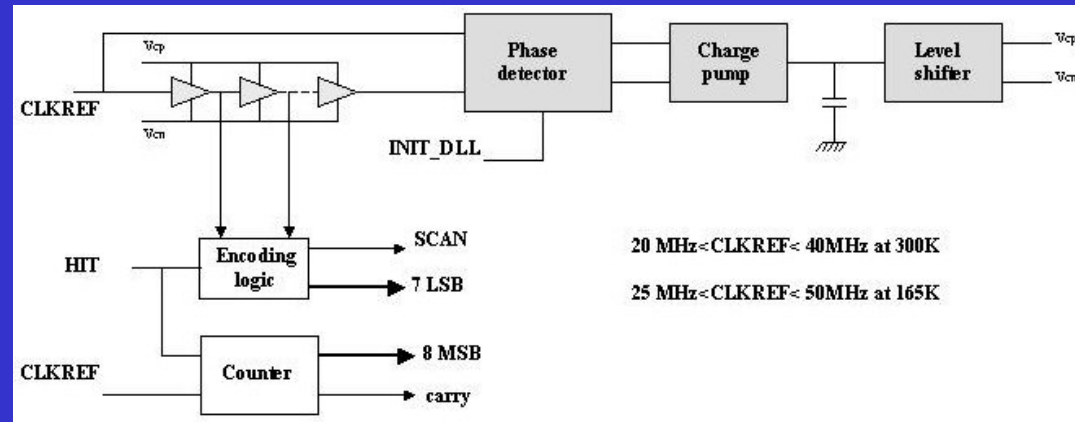 Vcp
CLKREF
Vcn
Phase
detector
Charge
pump
Level
shifter
Vcp
Vcn
INIT_DLL
HIT
Encoding
logic
SCAN
7 LSB
20 MHz<CLKREF< 40MHz at 300K
25 MHz<CLKREF< 50MHz at 165K
CLKREF
Counter
8 MSB
carry